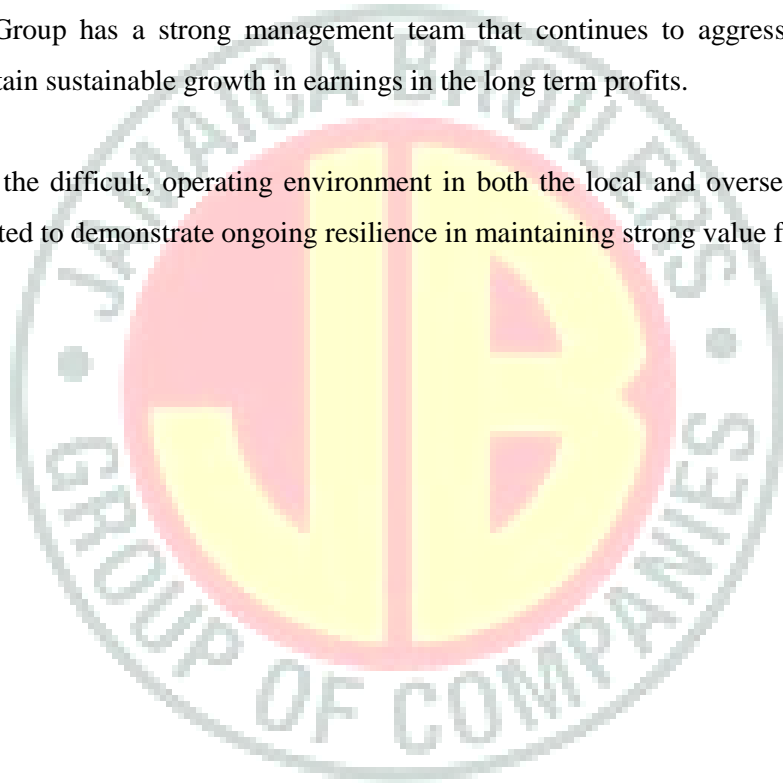 Group has a strong management team that continues to aggress
tain sustainable growth in earnings in the long term profits.
the difficult, operating environment in both the local and overse
ted to demonstrate ongoing resilience in maintaining strong value f
JAMAICA BROILERS
JB
GROUP OF COMPANIES